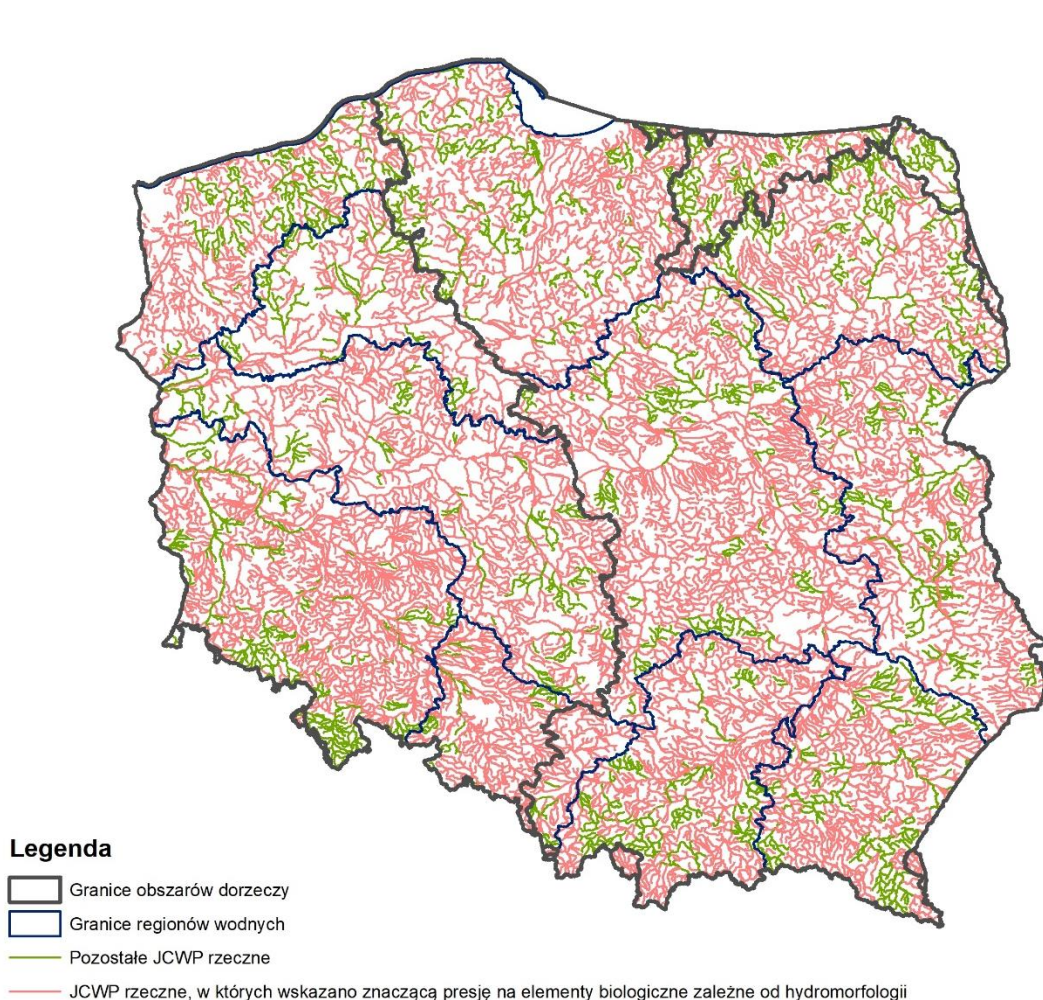 Legenda
Granice obszarów dorzeczy
Granice regionów wodnych
Pozostałe JCWP rzeczne
JCWP rzeczne, w których wskazano znaczącą presję na elementy biologiczne zależne od hydromorfologii